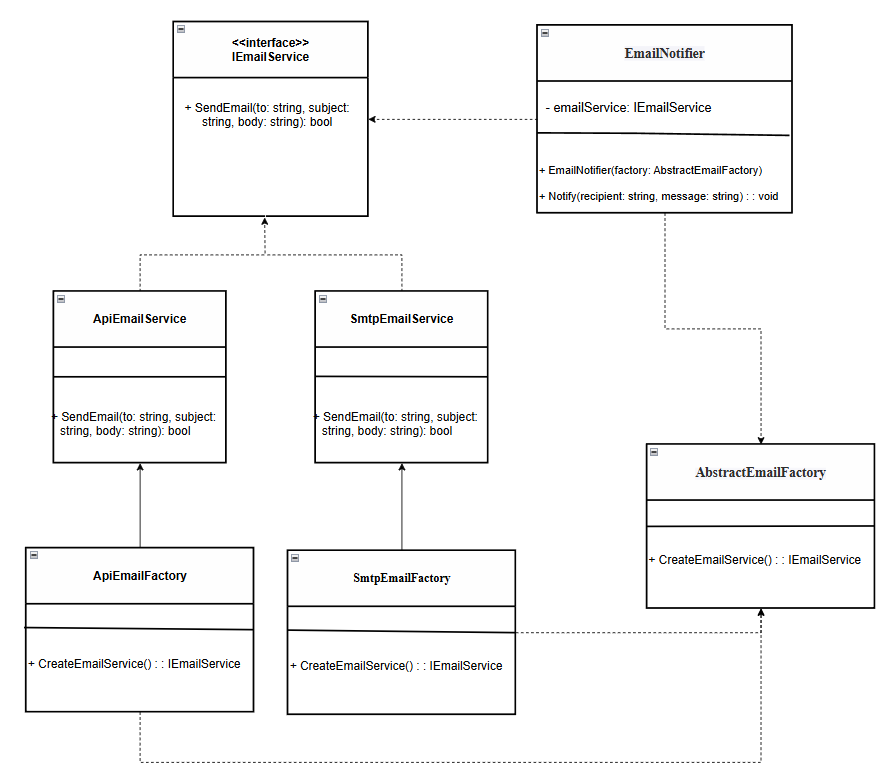 <<interface>>
IEmailService
+ SendEmail(to: string, subject:
string, body: string): bool
EmailNotifier
- emailService: IEmailService
+ EmailNotifier(factory: AbstractEmailFactory)
+ Notify(recipient: string, message: string) : : void
ApiEmailService
+ SendEmail(to: string, subject:
string, body: string): bool
SmtpEmailService
+ SendEmail(to: string, subject:
string, body: string): bool
AbstractEmailFactory
+ CreateEmailService() : : IEmailService
ApiEmailFactory
+ CreateEmailService() : : IEmailService
SmtpEmailFactory
+ CreateEmailService() : : IEmailService